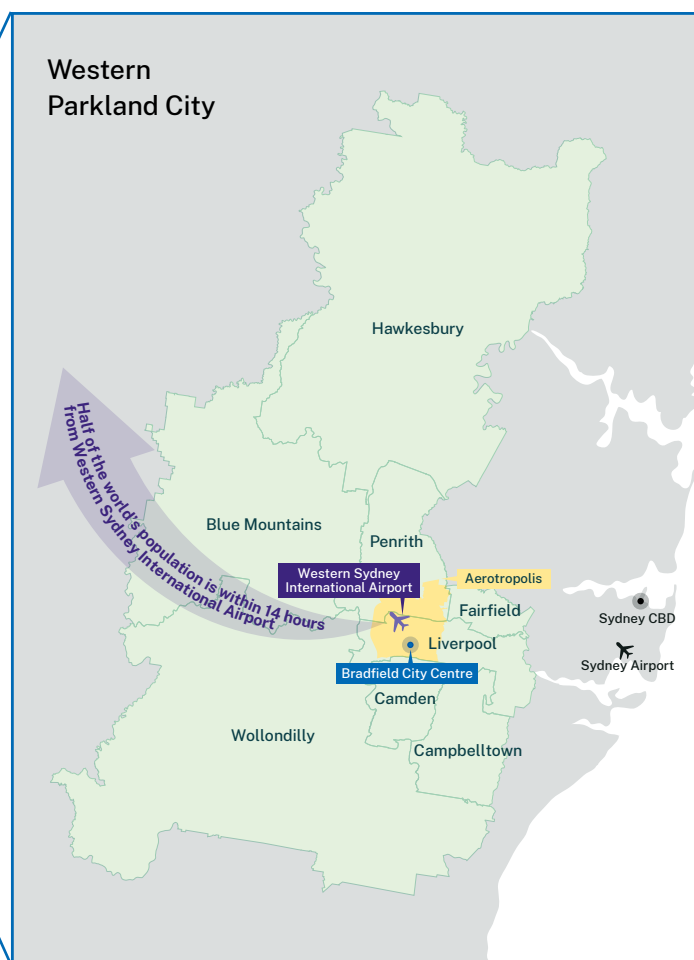 Western
Parkland City
Hawkesbury
Half of the world's population is within 14 hours
from Western Sydney International Airport
Blue Mountains
Penrith
Western Sydney
International Airport
Aerotropolis
Fairfield
Sydney CBD
Liverpool
Sydney Airport
Bradfield City Centre
Camden
Wollondilly
Campbelltown